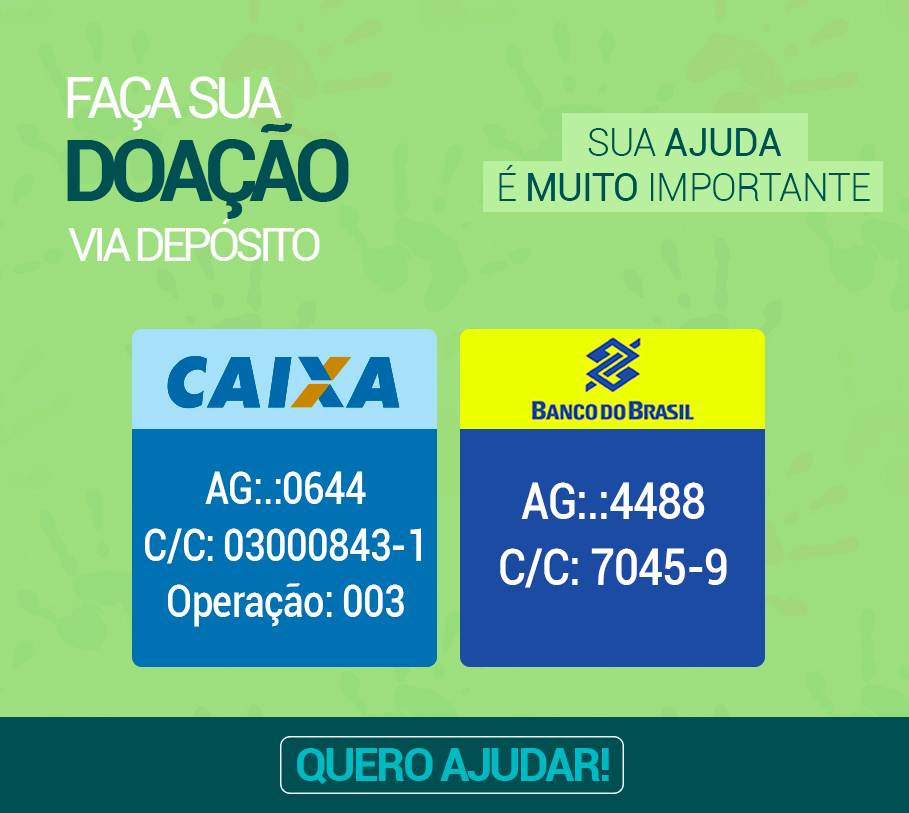 FAÇA SUA
DOAÇÃO
VIA DEPÓSITO
SUA AJUDA
É MUITO IMPORTANTE
CAIXA
AG:.:0644
C/C: 03000843-1
Operação: 003
BANCO DO BRASIL
AG:.:4488
C/C: 7045-9
QUERO AJUDAR!